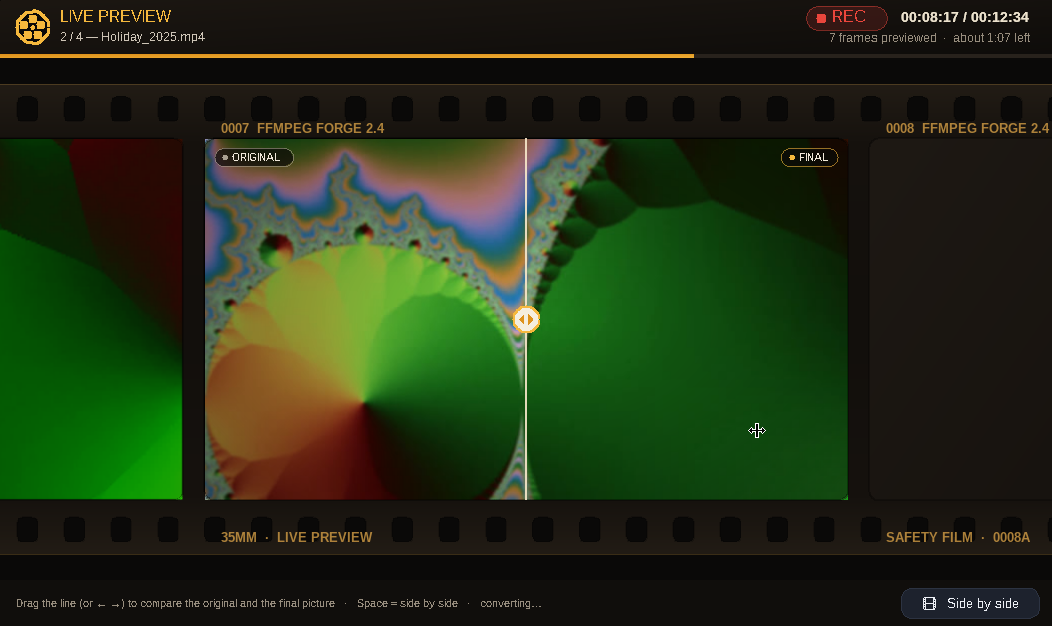 LIVE PREVIEW
2 / 4 — Holiday_2025.mp4
REC
00:08:17 / 00:12:34
7 frames previewed · about 1:07 left
0007 FFMPEG FORGE 2.4
0008 FFMPEG FORGE 2.4
ORIGINAL
FINAL
35MM · LIVE PREVIEW
SAFETY FILM · 0008A
Drag the line (or ← →) to compare the original and the final picture · Space = side by side · converting…
Side by side